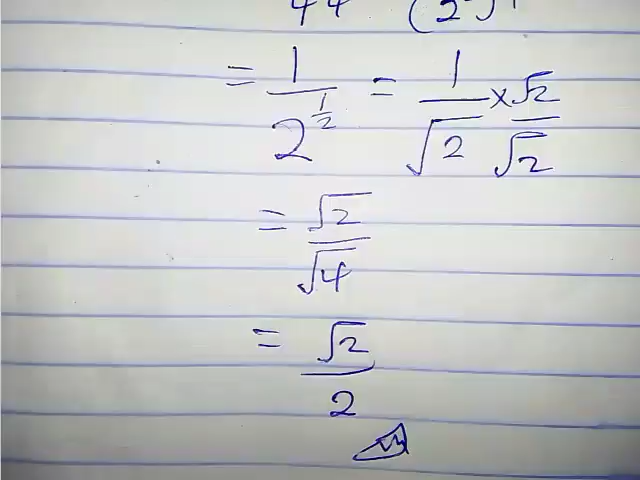 = 1/2^(1/2) = 1/√2 × √2/√2
= √2/√4
= √2/2